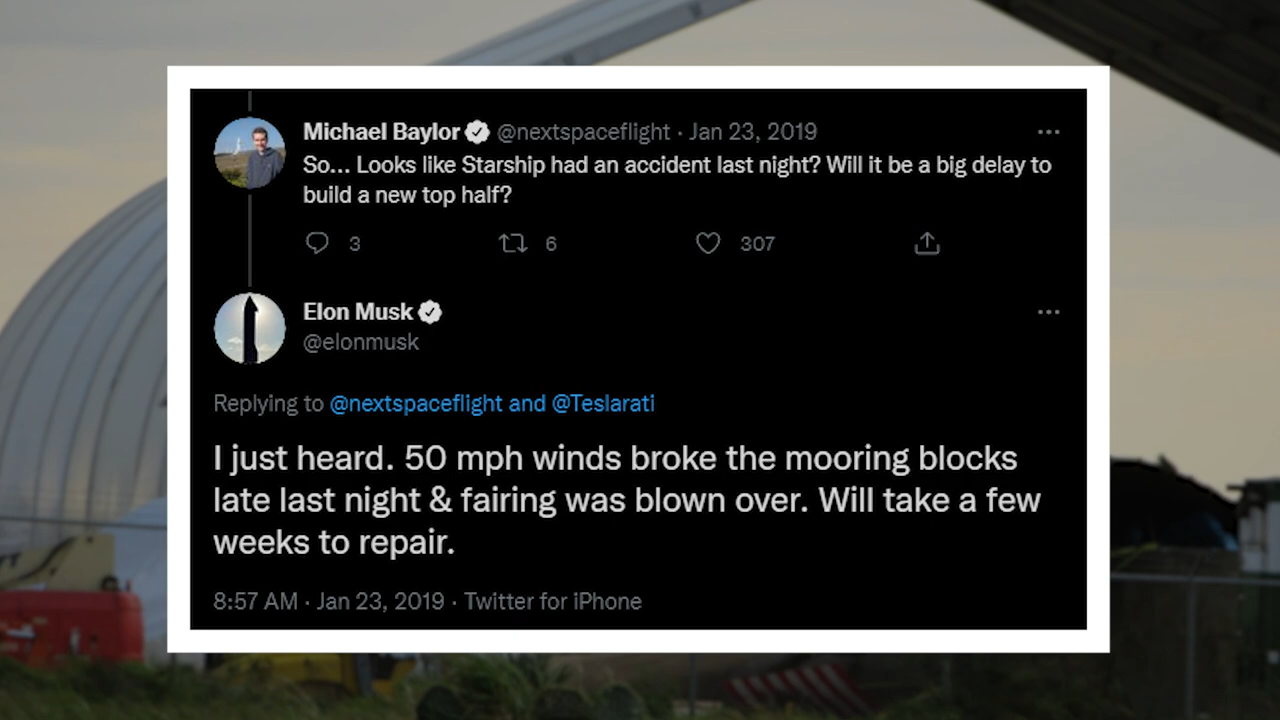 Michael Baylor @nextspaceflight · Jan 23, 2019
So... Looks like Starship had an accident last night? Will it be a big delay to
build a new top half?
3 6 307
Elon Musk
@elonmusk
Replying to @nextspaceflight and @Teslarati
I just heard. 50 mph winds broke the mooring blocks
late last night & fairing was blown over. Will take a few
weeks to repair.
8:57 AM · Jan 23, 2019 · Twitter for iPhone